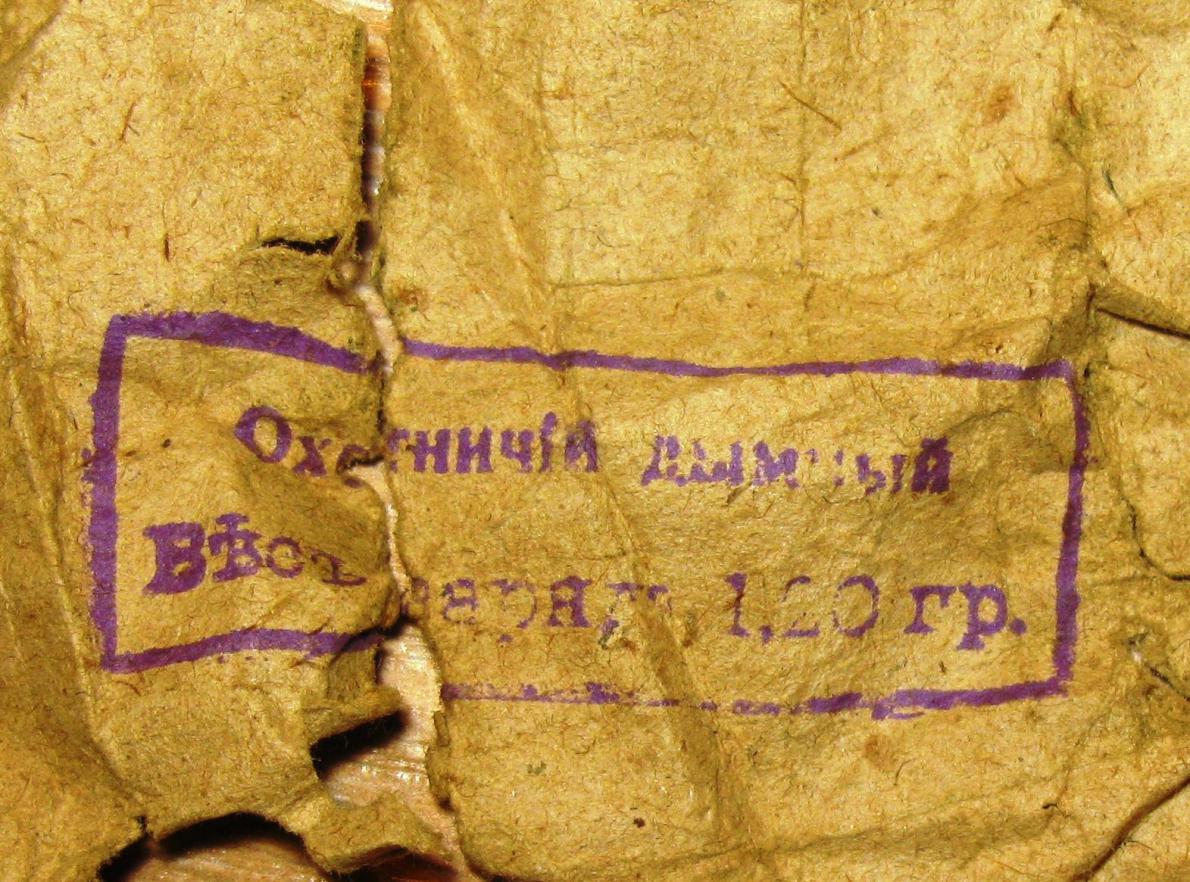 Охотничій дымный
Вѣсъ заряда 1,20 гр.